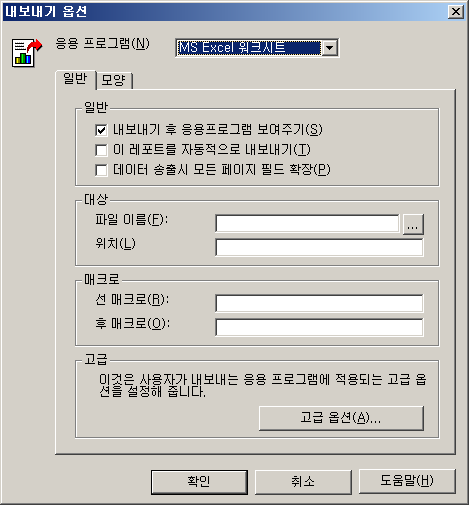 내보내기 옵션
응용 프로그램(N)
MS Excel 워크시트
일반
모양
일반
내보내기 후 응용프로그램 보여주기(S)
이 레포트를 자동적으로 내보내기(T)
데이터 송출시 모든 페이지 필드 확장(P)
대상
파일 이름(F):
...
위치(L)
매크로
선 매크로(R):
후 매크로(O):
고급
이것은 사용자가 내보내는 응용 프로그램에 적용되는 고급 옵
션을 설정해 줍니다.
고급 옵션(A)...
확인
취소
도움말(H)